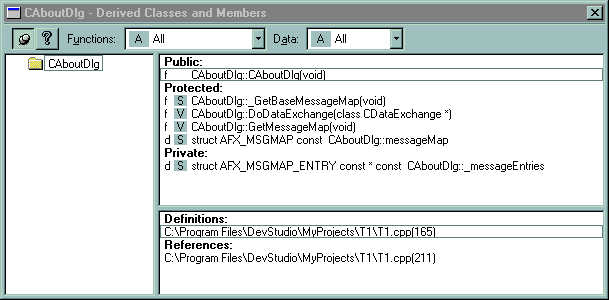 CAboutDlg - Derived Classes and Members
Functions: A All Data: A All
CAboutDlg
Public:
f CAboutDlg::CAboutDlg(void)
Protected:
f S CAboutDlg::_GetBaseMessageMap(void)
f V CAboutDlg::DoDataExchange(class CDataExchange *)
f V CAboutDlg::GetMessageMap(void)
d S struct AFX_MSGMAP const CAboutDlg::messageMap
Private:
d S struct AFX_MSGMAP_ENTRY const * const CAboutDlg::_messageEntries
Definitions:
C:\Program Files\DevStudio\MyProjects\T1\T1.cpp(165)
References:
C:\Program Files\DevStudio\MyProjects\T1\T1.cpp(211)